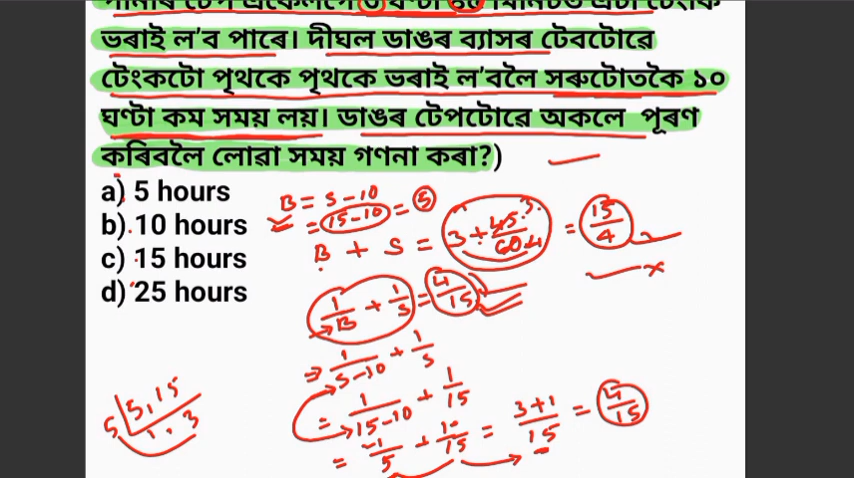 ভৰাই ল'ব পাৰে। দীঘল ডাঙৰ ব্যাসৰ টেবটোৱে
টেংকটো পৃথকে পৃথকে ভৰাই ল'বলৈ সৰুটোতকৈ ১০
ঘণ্টা কম সময় লয়। ডাঙৰ টেপটোৱে অকলে পূৰণ
কৰিবলৈ লোৱা সময় গণনা কৰা?)
a) 5 hours
b) 10 hours
c) 15 hours
d) 25 hours
B = S-10
= 15-10 = 5
B + S = 3 + 45/60 = 15/4
1/B + 1/S = 4/15
⇒ 1/S-10 + 1/S
= 1/15-10 + 1/15
= 1/5 + 1/15 = 3+1/15 = 4/15
5 | 5, 15
1, 3